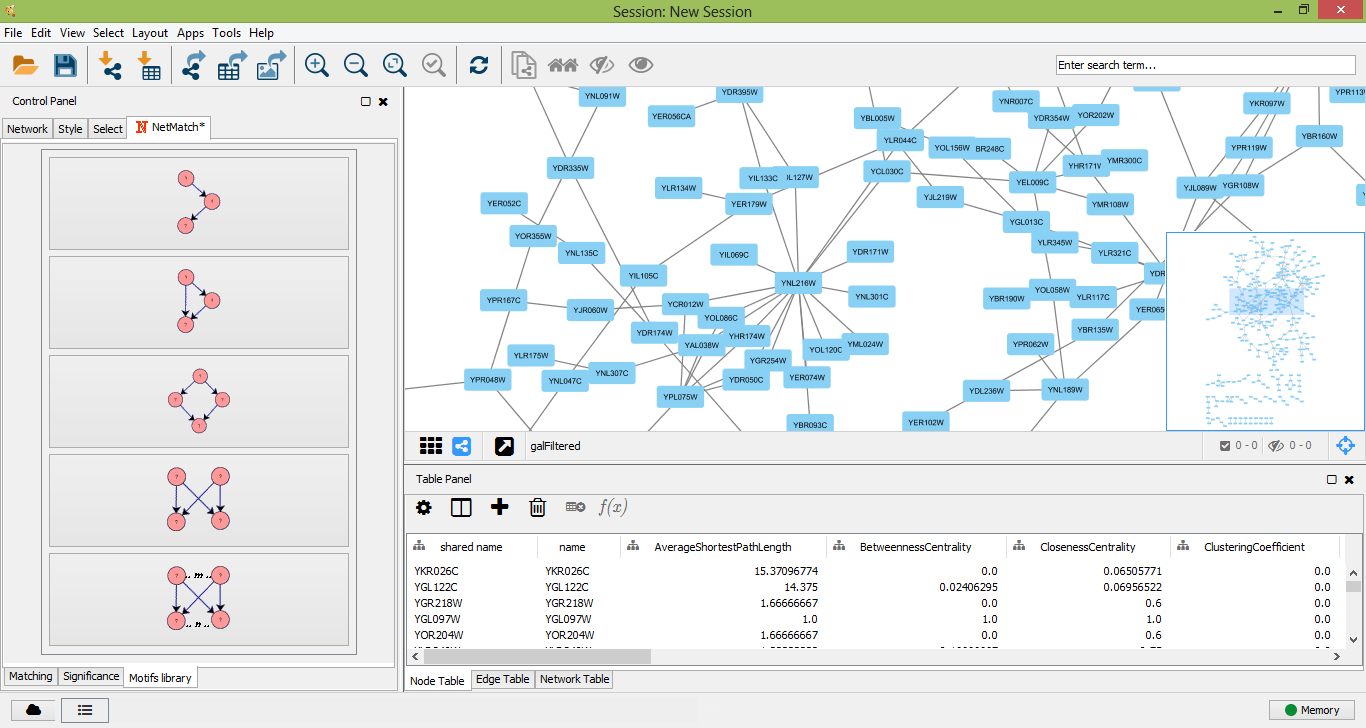 Session: New Session
File Edit View Select Layout Apps Tools Help
Enter search term...
Control Panel
Network Style Select NetMatch*
? ? ?
? ? ?
? ? ? ?
? ? ? ?
? .. m .. ?
? .. n .. ?
Matching Significance Motifs library
YNL091W YDR395W YER056CA YBL005W YNR007C YDR354W YOR202W YKR097W YPR113
YLR044C YOL156W BR248C YPR119W YBR160W
YDR335W YIL133C IL127W YCL030C YEL009C YHR171V YMR300C
YLR134W YER179W YJL219W YMR108W YJL089W YGR108W
YER052C YGL013C
YOR355W YNL135C YIL069C YDR171W YLR345W YLR321C
YIL105C YNL216W YDR
YPR167C YJR060W YCR012W YOL086C YNL301C YBR190W YOL058W YLR117C YER065
YDR174W YAL038W YHR174W YOL120C YML024W YPR062W YBR135W
YLR175W YNL047C YNL307C YGR254W YDR050C YER074W
YPR048W YPL075W YDL236W YNL189W
YBR093C YER102W
galFiltered
0 - 0 0 - 0
Table Panel
f(x)
shared name name AverageShortestPathLength BetweennessCentrality ClosenessCentrality ClusteringCoefficient
YKR026C YKR026C 15.37096774 0.0 0.06505771 0.0
YGL122C YGL122C 14.375 0.02406295 0.06956522 0.0
YGR218W YGR218W 1.66666667 0.0 0.6 0.0
YGL097W YGL097W 1.0 1.0 1.0 0.0
YOR204W YOR204W 1.66666667 0.0 0.6 0.0
Node Table Edge Table Network Table
Memory